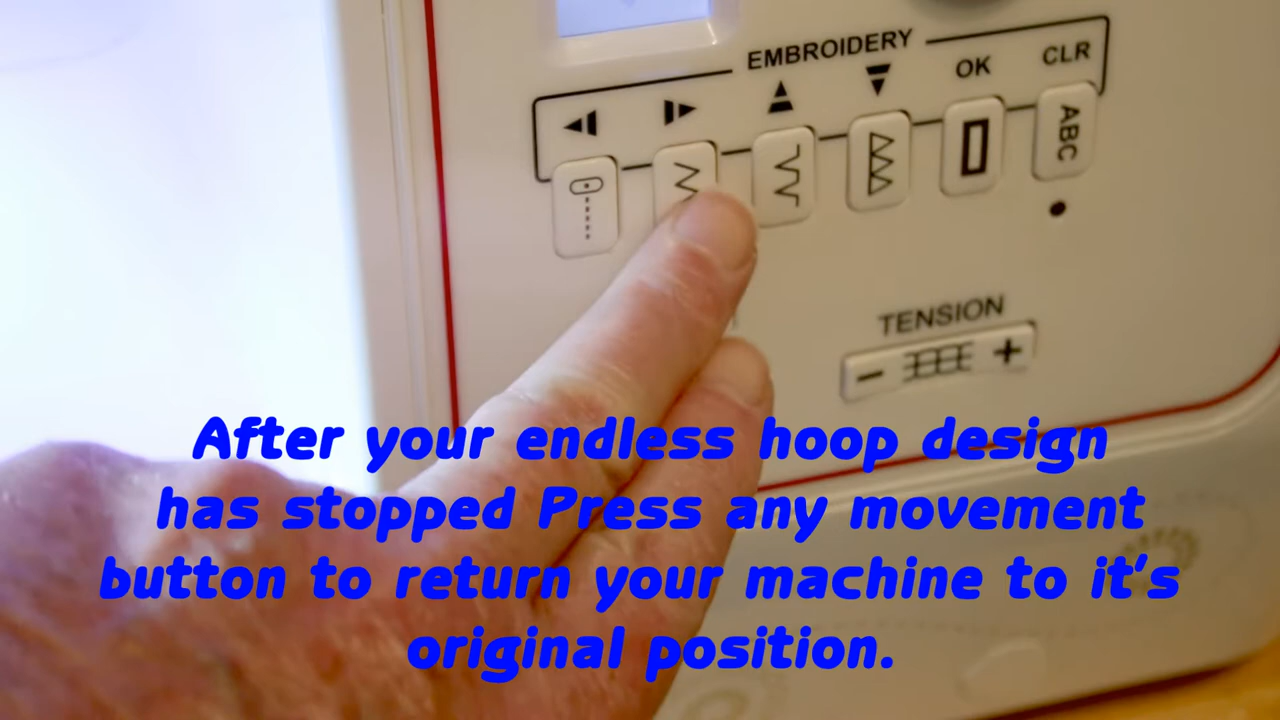 EMBROIDERY
OK
CLR
ABC
TENSION
- +
After your endless hoop design
has stopped Press any movement
button to return your machine to it's
original position.